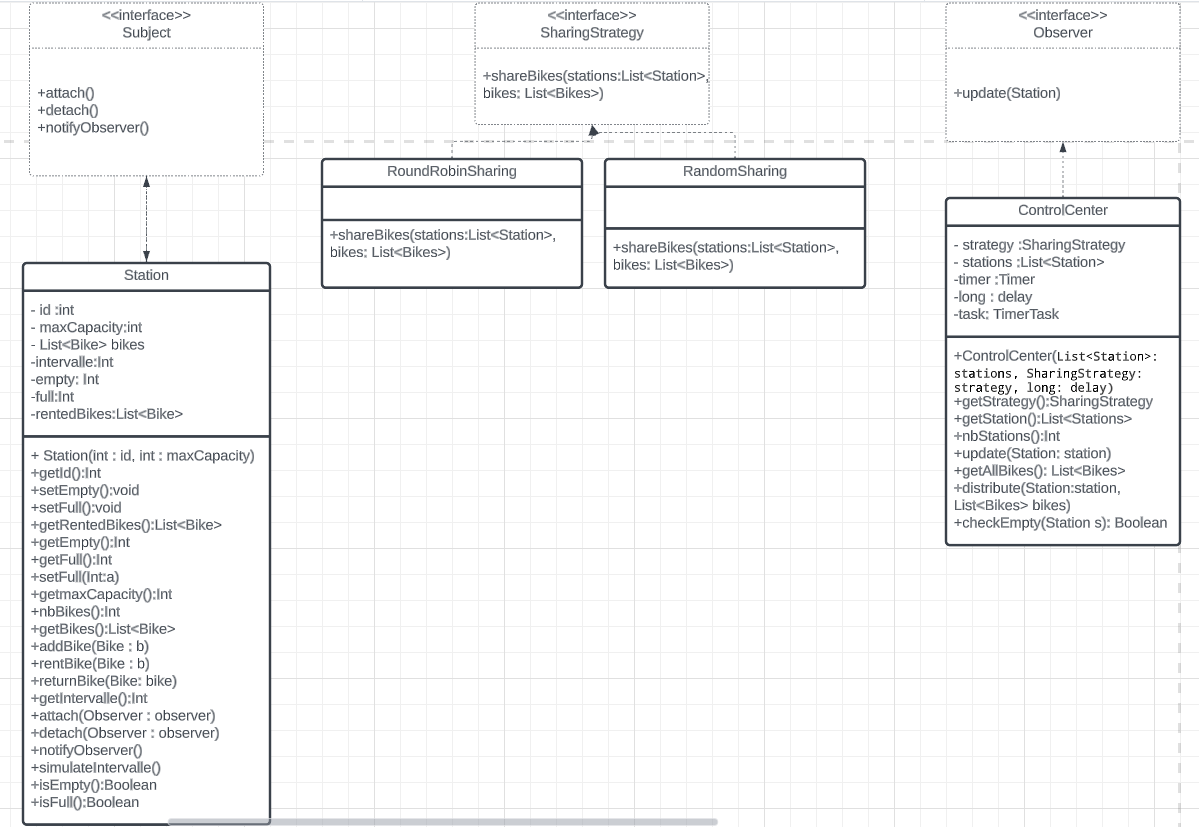 <<interface>>
Subject
+attach()
+detach()
+notifyObserver()
<<interface>>
SharingStrategy
+shareBikes(stations:List<Station>,
bikes: List<Bikes>)
<<interface>>
Observer
+update(Station)
RoundRobinSharing
+shareBikes(stations:List<Station>,
bikes: List<Bikes>)
RandomSharing
+shareBikes(stations:List<Station>,
bikes: List<Bikes>)
ControlCenter
- strategy :SharingStrategy
- stations :List<Station>
-timer :Timer
-long : delay
-task: TimerTask
+ControlCenter(List<Station>:
stations, SharingStrategy:
strategy, long: delay)
+getStrategy():SharingStrategy
+getStation():List<Stations>
+nbStations():Int
+update(Station: station)
+getAllBikes(): List<Bikes>
+distribute(Station:station,
List<Bikes> bikes)
+checkEmpty(Station s): Boolean
Station
- id :int
- maxCapacity:int
- List<Bike> bikes
-intervalle:Int
-empty: Int
-full:Int
-rentedBikes:List<Bike>
+ Station(int : id, int : maxCapacity)
+getId():Int
+setEmpty():void
+setFull():void
+getRentedBikes():List<Bike>
+getEmpty():Int
+getFull():Int
+setFull(Int:a)
+getmaxCapacity():Int
+nbBikes():Int
+getBikes():List<Bike>
+addBike(Bike : b)
+rentBike(Bike : b)
+returnBike(Bike: bike)
+getIntervalle():Int
+attach(Observer : observer)
+detach(Observer : observer)
+notifyObserver()
+simulateIntervalle()
+isEmpty():Boolean
+isFull():Boolean